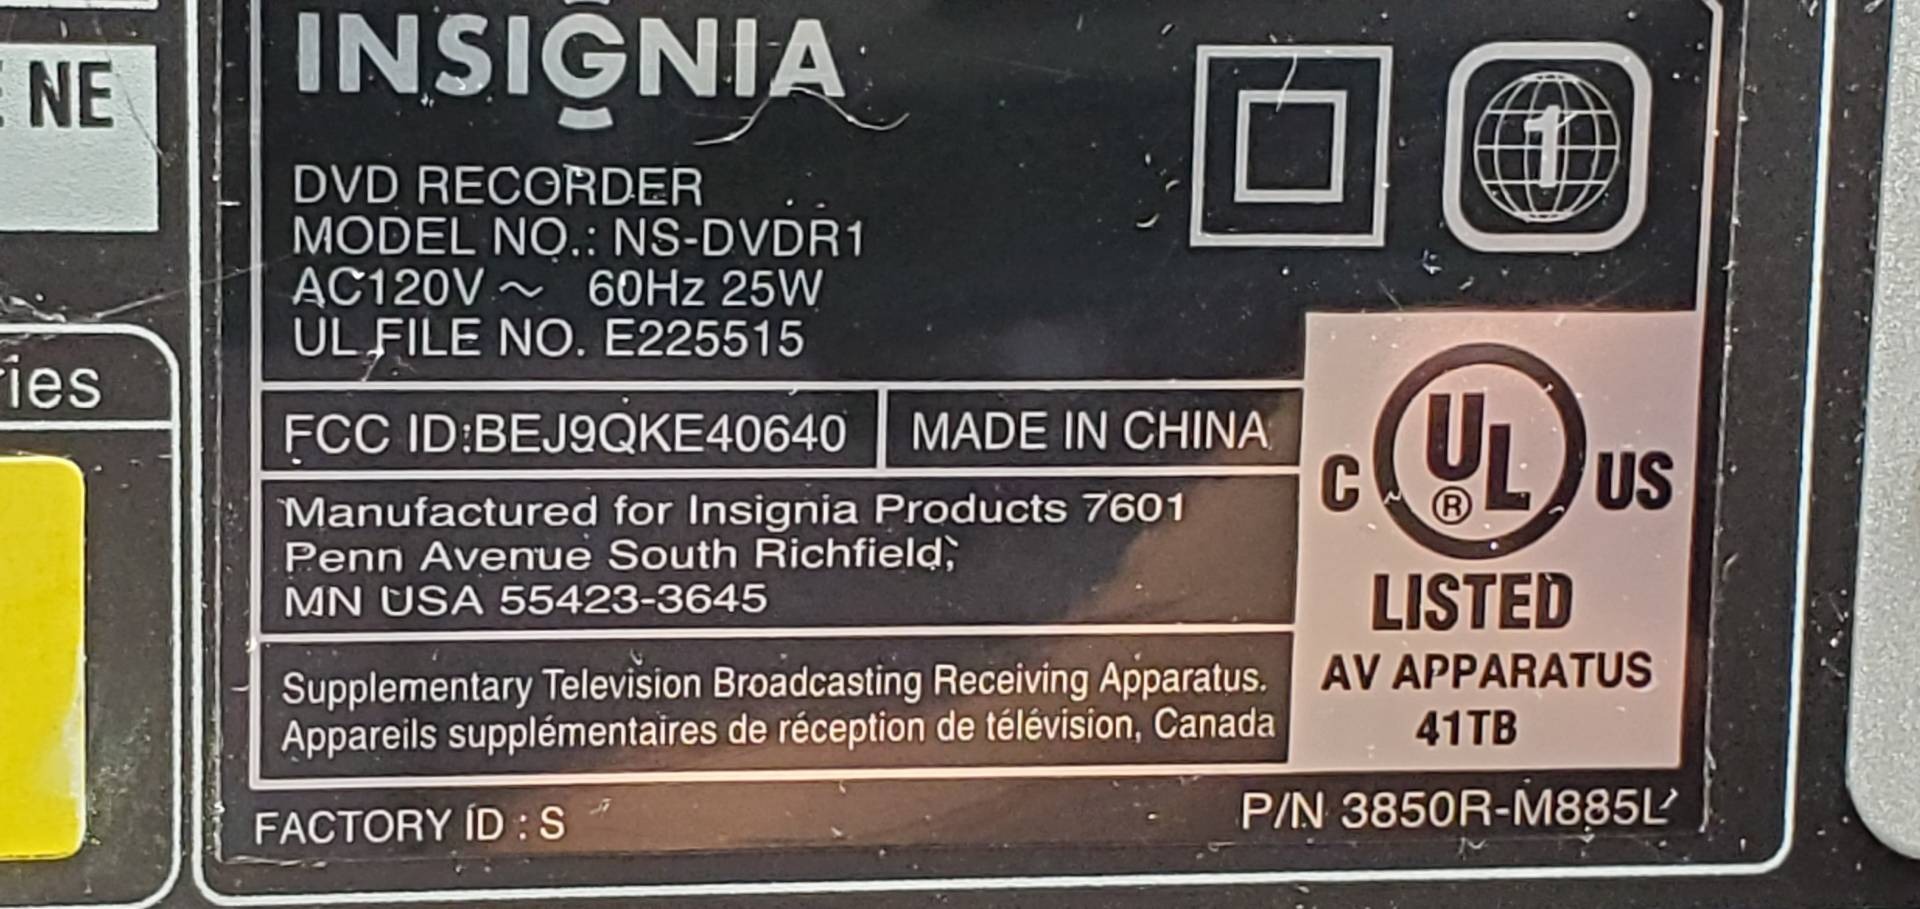 INSIGNIA
NE
1
DVD RECORDER
MODEL NO.: NS-DVDR1
AC120V ~ 60Hz 25W
UL FILE NO. E225515
ries
FCC ID:BEJ9QKE40640
MADE IN CHINA
Manufactured for Insignia Products 7601
Penn Avenue South Richfield,
MN USA 55423-3645
C UL ® US
LISTED
AV APPARATUS
41TB
Supplementary Television Broadcasting Receiving Apparatus.
Appareils supplémentaires de réception de télévision, Canada
FACTORY ID : S
P/N 3850R-M885L